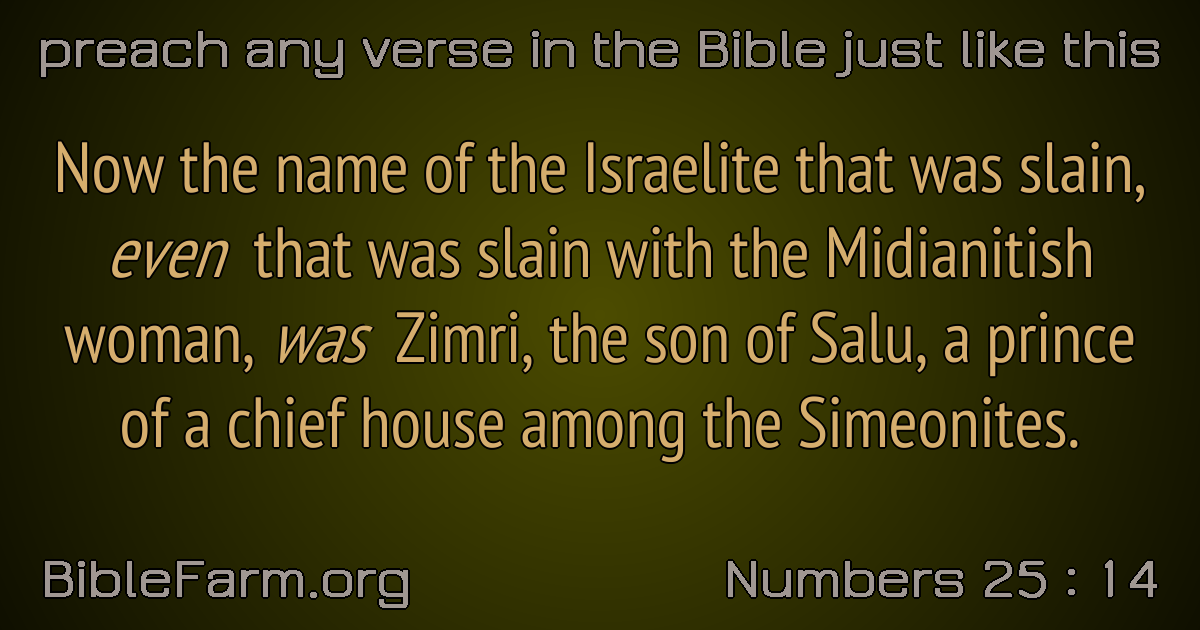 preach any verse in the Bible just like this
Now the name of the Israelite that was slain,
even that was slain with the Midianitish
woman, was Zimri, the son of Salu, a prince
of a chief house among the Simeonites.
BibleFarm.org
Numbers 25 : 14